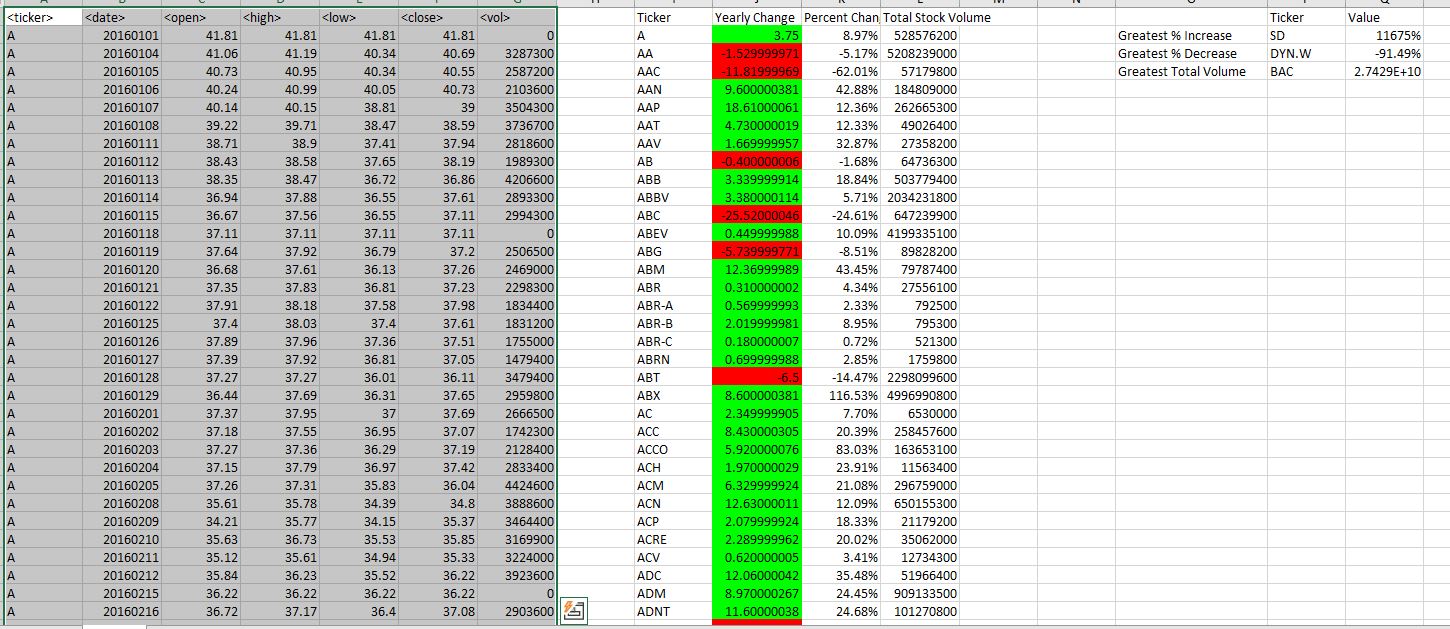 <ticker> <date> <open> <high> <low> <close> <vol> Ticker Yearly Change Percent Chan Total Stock Volume Ticker Value
A 20160101 41.81 41.81 41.81 41.81 0 A 3.75 8.97% 528576200 Greatest % Increase SD 11675%
A 20160104 41.06 41.19 40.34 40.69 3287300 AA -1.529999971 -5.17% 5208239000 Greatest % Decrease DYN.W -91.49%
A 20160105 40.73 40.95 40.34 40.55 2587200 AAC -11.81999969 -62.01% 57179800 Greatest Total Volume BAC 2.7429E+10
A 20160106 40.24 40.99 40.05 40.73 2103600 AAN 9.600000381 42.88% 184809000
A 20160107 40.14 40.15 38.81 39 3504300 AAP 18.61000061 12.36% 262665300
A 20160108 39.22 39.71 38.47 38.59 3736700 AAT 4.730000019 12.33% 49026400
A 20160111 38.71 38.9 37.41 37.94 2818600 AAV 1.669999957 32.87% 27358200
A 20160112 38.43 38.58 37.65 38.19 1989300 AB -0.400000006 -1.68% 64736300
A 20160113 38.35 38.47 36.72 36.86 4206600 ABB 3.339999914 18.84% 503779400
A 20160114 36.94 37.88 36.55 37.61 2893300 ABBV 3.380000114 5.71% 2034231800
A 20160115 36.67 37.56 36.55 37.11 2994300 ABC -25.52000046 -24.61% 647239900
A 20160118 37.11 37.11 37.11 37.11 0 ABEV 0.449999988 10.09% 4199335100
A 20160119 37.64 37.92 36.79 37.2 2506500 ABG -5.739999771 -8.51% 89828200
A 20160120 36.68 37.61 36.13 37.26 2469000 ABM 12.36999989 43.45% 79787400
A 20160121 37.35 37.83 36.81 37.23 2298300 ABR 0.310000002 4.34% 27556100
A 20160122 37.91 38.18 37.58 37.98 1834400 ABR-A 0.569999993 2.33% 792500
A 20160125 37.4 38.03 37.4 37.61 1831200 ABR-B 2.019999981 8.95% 795300
A 20160126 37.89 37.96 37.36 37.51 1755000 ABR-C 0.180000007 0.72% 521300
A 20160127 37.39 37.92 36.81 37.05 1479400 ABRN 0.699999988 2.85% 1759800
A 20160128 37.27 37.27 36.01 36.11 3479400 ABT -6.5 -14.47% 2298099600
A 20160129 36.44 37.69 36.31 37.65 2959800 ABX 8.600000381 116.53% 4996990800
A 20160201 37.37 37.95 37 37.69 2666500 AC 2.349999905 7.70% 6530000
A 20160202 37.18 37.55 36.95 37.07 1742300 ACC 8.430000305 20.39% 258457600
A 20160203 37.27 37.36 36.29 37.19 2128400 ACCO 5.920000076 83.03% 163653100
A 20160204 37.15 37.79 36.97 37.42 2833400 ACH 1.970000029 23.91% 11563400
A 20160205 37.26 37.31 35.83 36.04 4424600 ACM 6.329999924 21.08% 296759000
A 20160208 35.61 35.78 34.39 34.8 3888600 ACN 12.63000011 12.09% 650155300
A 20160209 34.21 35.77 34.15 35.37 3464400 ACP 2.079999924 18.33% 21179200
A 20160210 35.63 36.73 35.53 35.85 3169900 ACRE 2.289999962 20.02% 35062000
A 20160211 35.12 35.61 34.94 35.33 3224000 ACV 0.620000005 3.41% 12734300
A 20160212 35.84 36.23 35.52 36.22 3923600 ADC 12.06000042 35.48% 51966400
A 20160215 36.22 36.22 36.22 36.22 0 ADM 8.970000267 24.45% 909133500
A 20160216 36.72 37.17 36.4 37.08 2903600 ADNT 11.60000038 24.68% 101270800